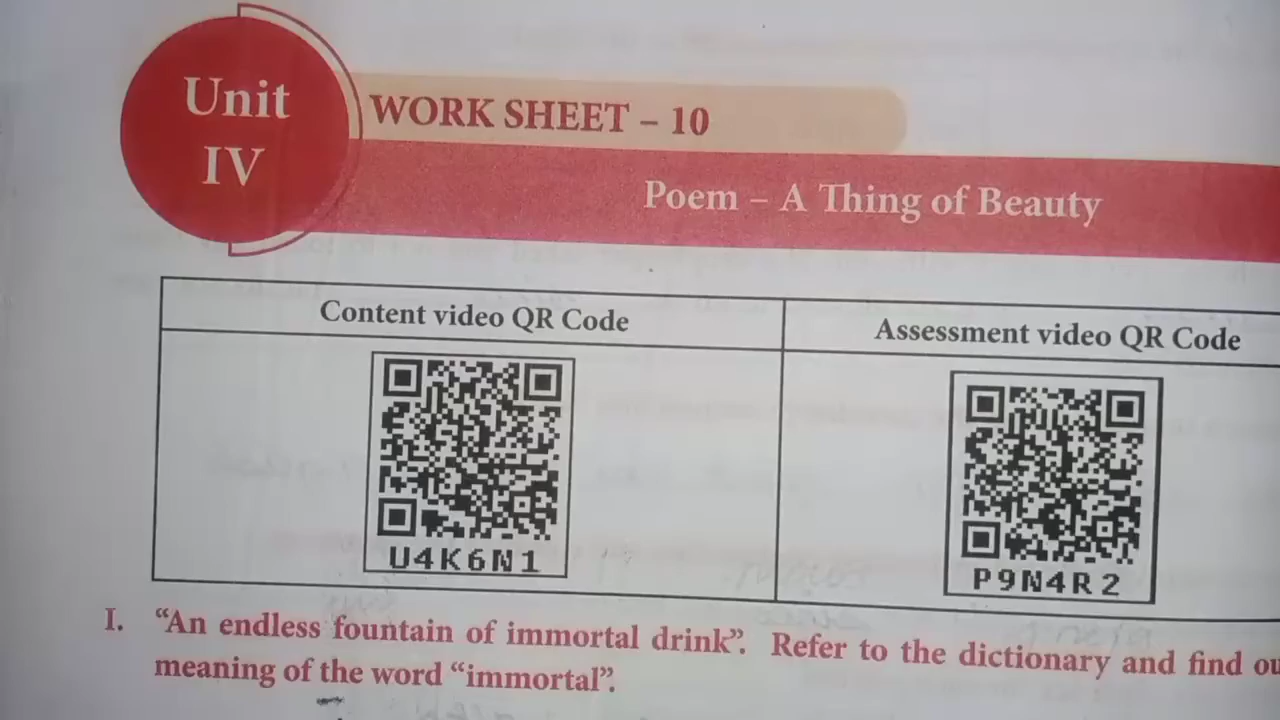 Unit
IV
WORK SHEET – 10
Poem – A Thing of Beauty
Content video QR Code
Assessment video QR Code
U4K6N1
P9N4R2
I. “An endless fountain of immortal drink”. Refer to the dictionary and find
meaning of the word “immortal”.